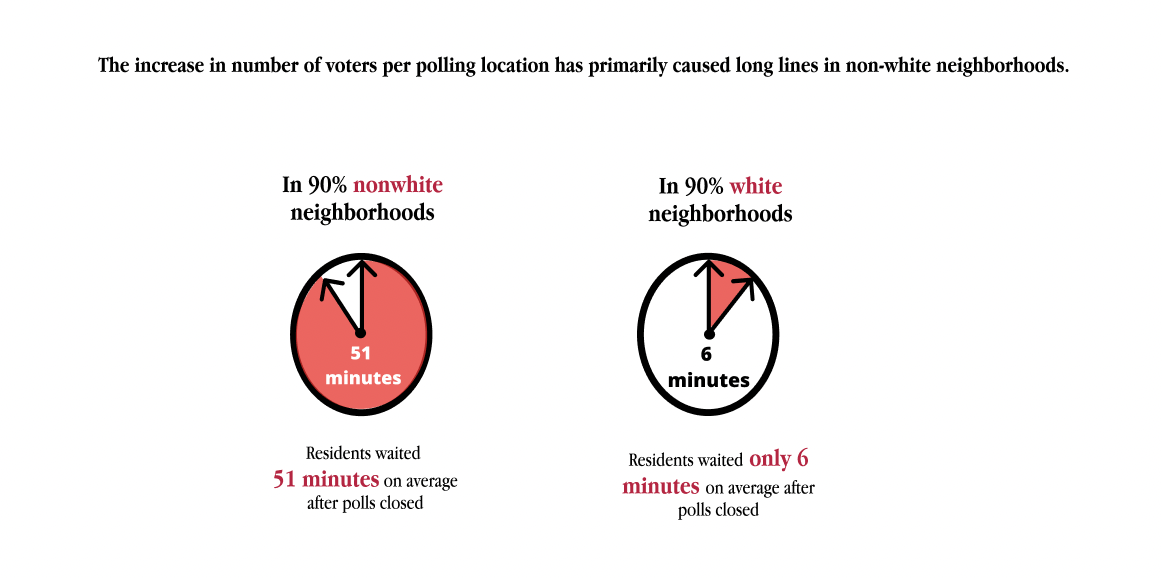 The increase in number of voters per polling location has primarily caused long lines in non-white neighborhoods.
In 90% nonwhite
neighborhoods
51
minutes
Residents waited
51 minutes on average
after polls closed
In 90% white
neighborhoods
6
minutes
Residents waited only 6
minutes on average after
polls closed